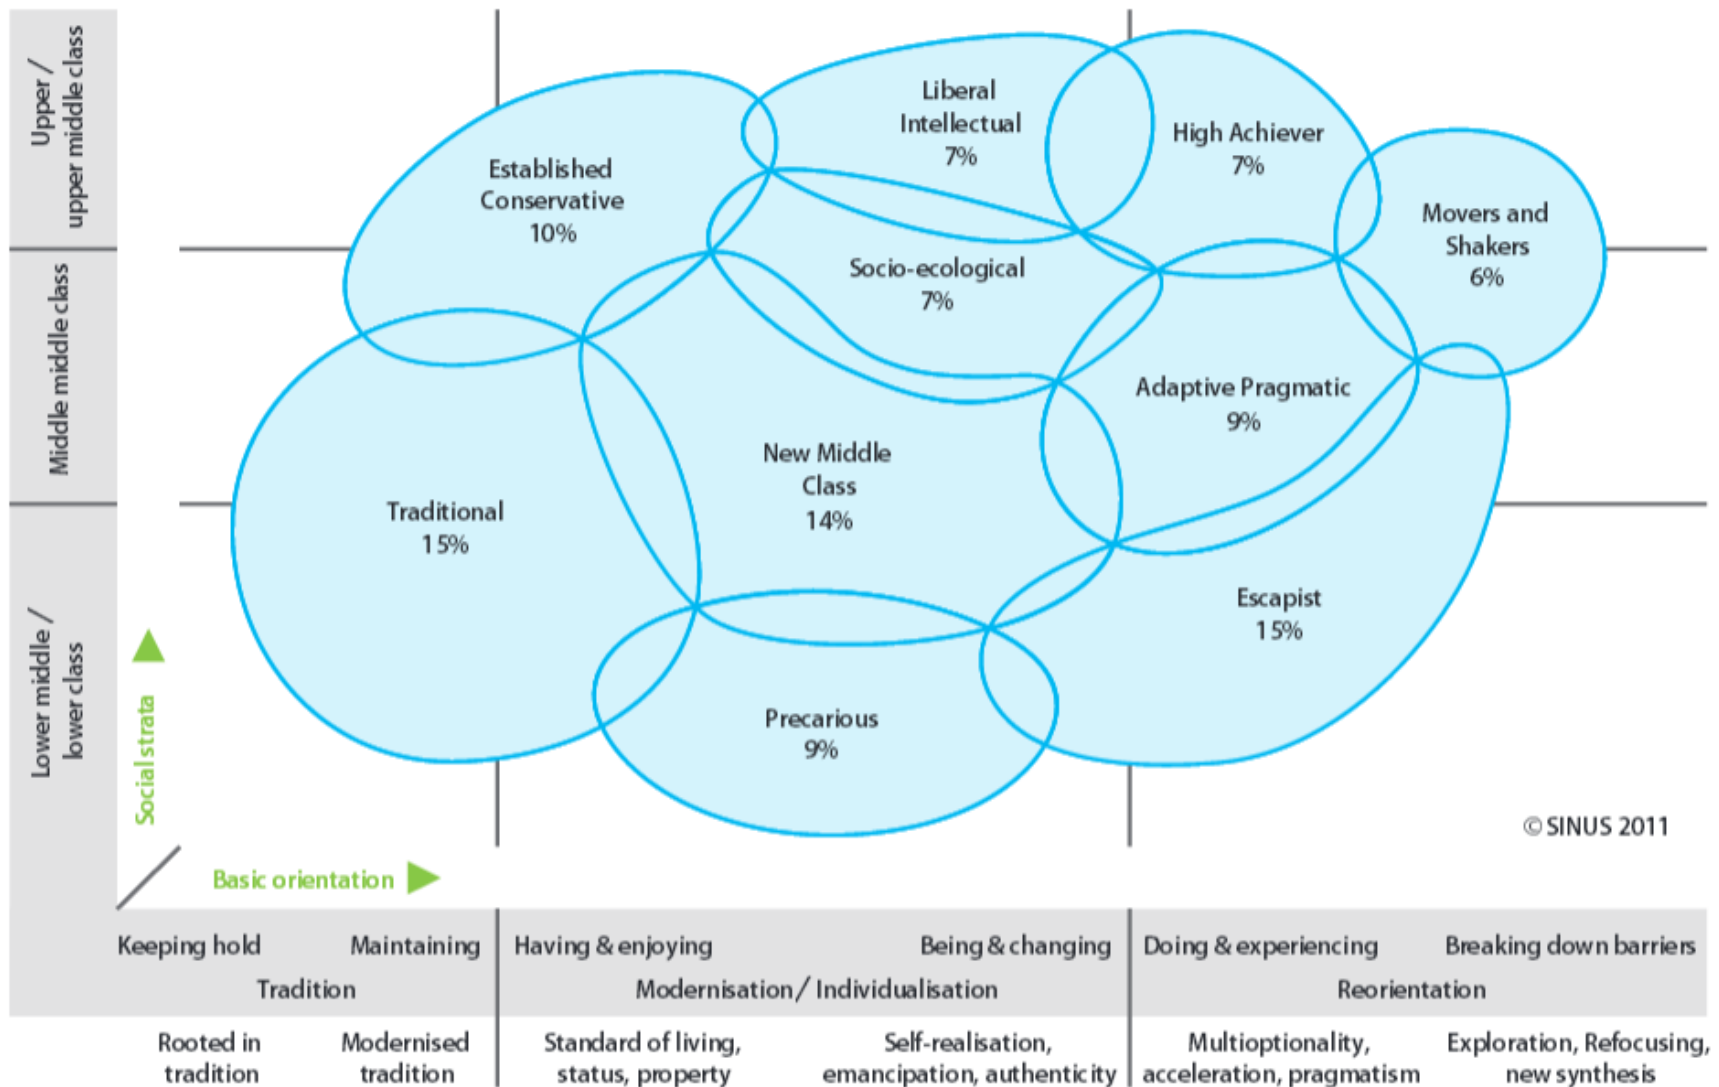 Upper /
upper middle class
Middle middle class
Lower middle /
lower class
Social strata
Basic orientation
Established
Conservative
10%
Liberal
Intellectual
7%
High Achiever
7%
Movers and
Shakers
6%
Socio-ecological
7%
Adaptive Pragmatic
9%
New Middle
Class
14%
Traditional
15%
Escapist
15%
Precarious
9%
© SINUS 2011
Keeping hold
Maintaining
Having & enjoying
Being & changing
Doing & experiencing
Breaking down barriers
Tradition
Modernisation / Individualisation
Reorientation
Rooted in
tradition
Modernised
tradition
Standard of living,
status, property
Self-realisation,
emancipation, authenticity
Multioptionality,
acceleration, pragmatism
Exploration, Refocusing,
new synthesis